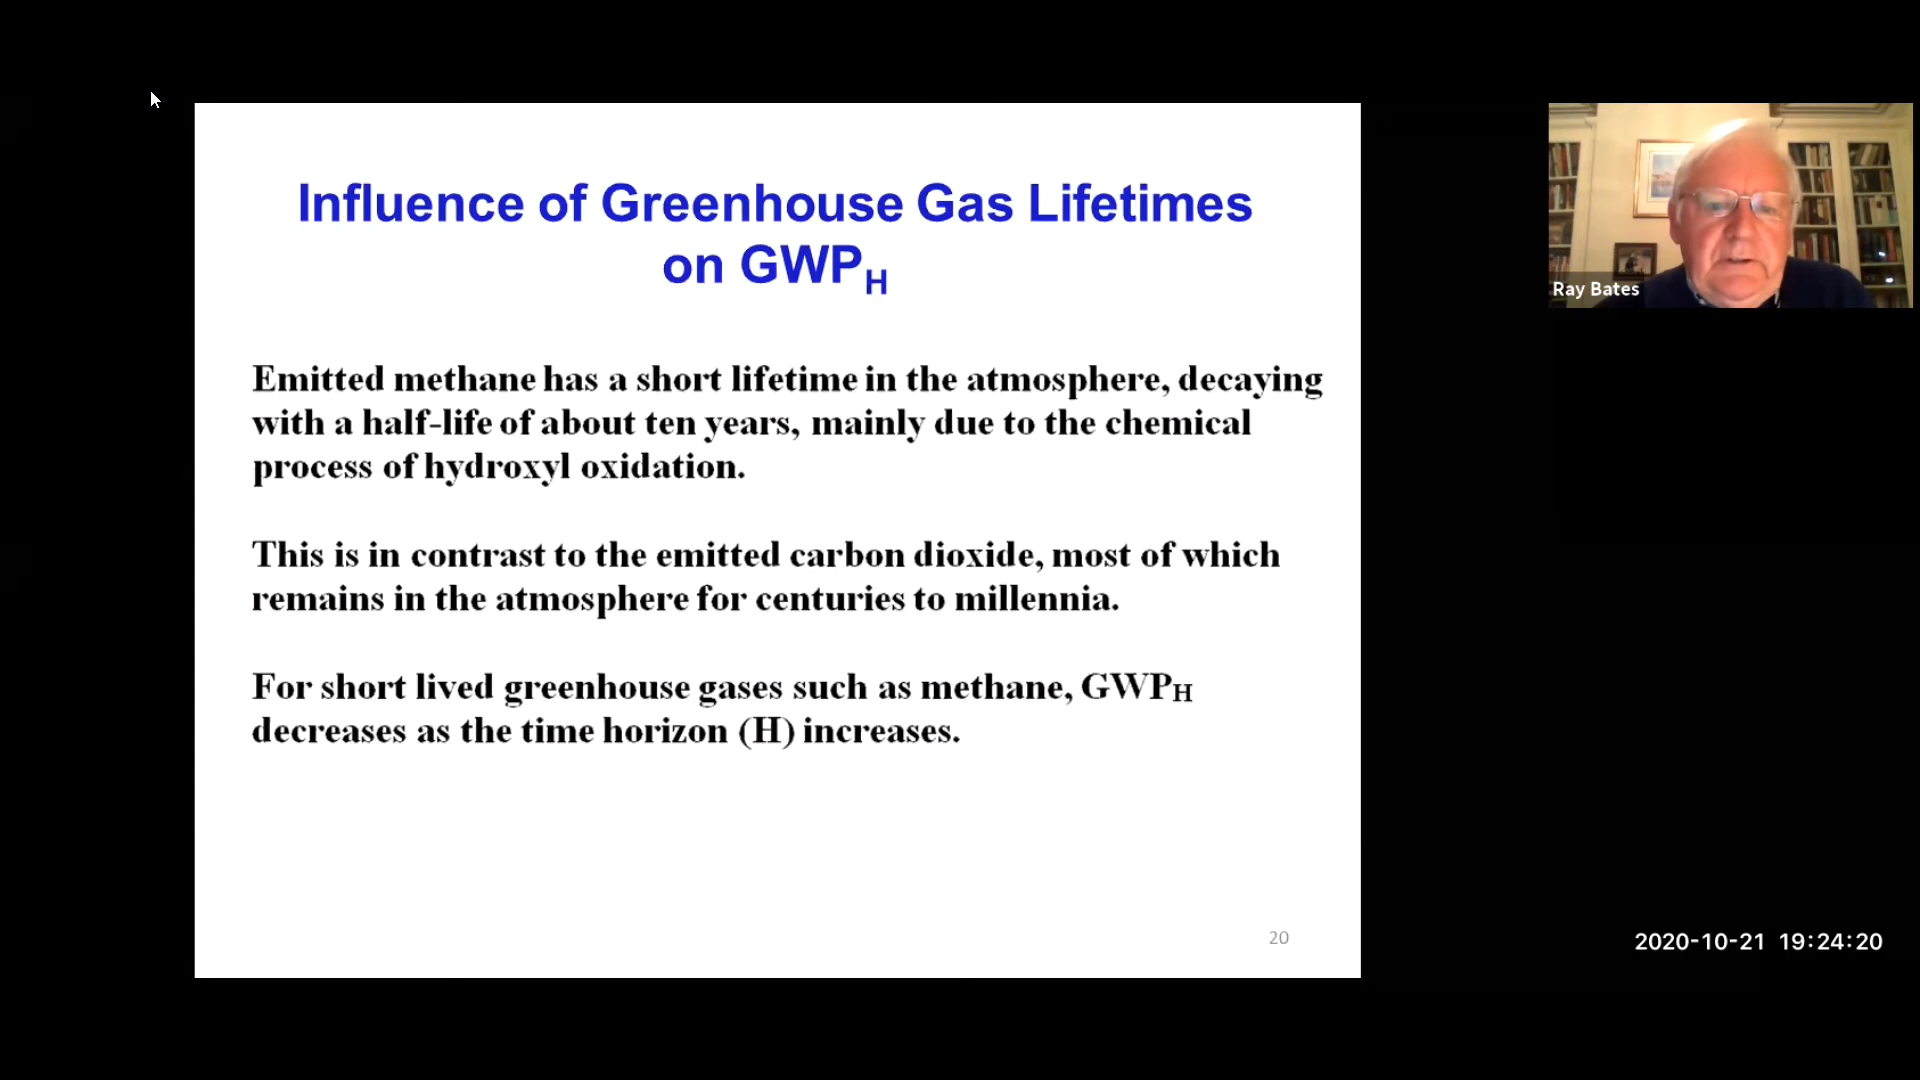 Influence of Greenhouse Gas Lifetimes
on GWPH
Emitted methane has a short lifetime in the atmosphere, decaying
with a half-life of about ten years, mainly due to the chemical
process of hydroxyl oxidation.
This is in contrast to the emitted carbon dioxide, most of which
remains in the atmosphere for centuries to millennia.
For short lived greenhouse gases such as methane, GWPH
decreases as the time horizon (H) increases.
20
Ray Bates
2020-10-21 19:24:20